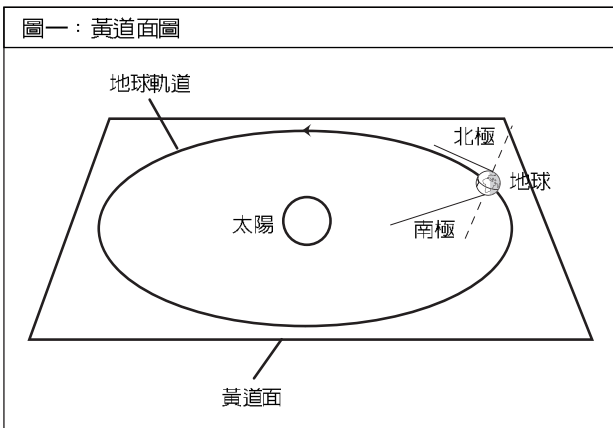 圖一：黃道面圖
地球軌道
北極
地球
太陽
南極
黃道面